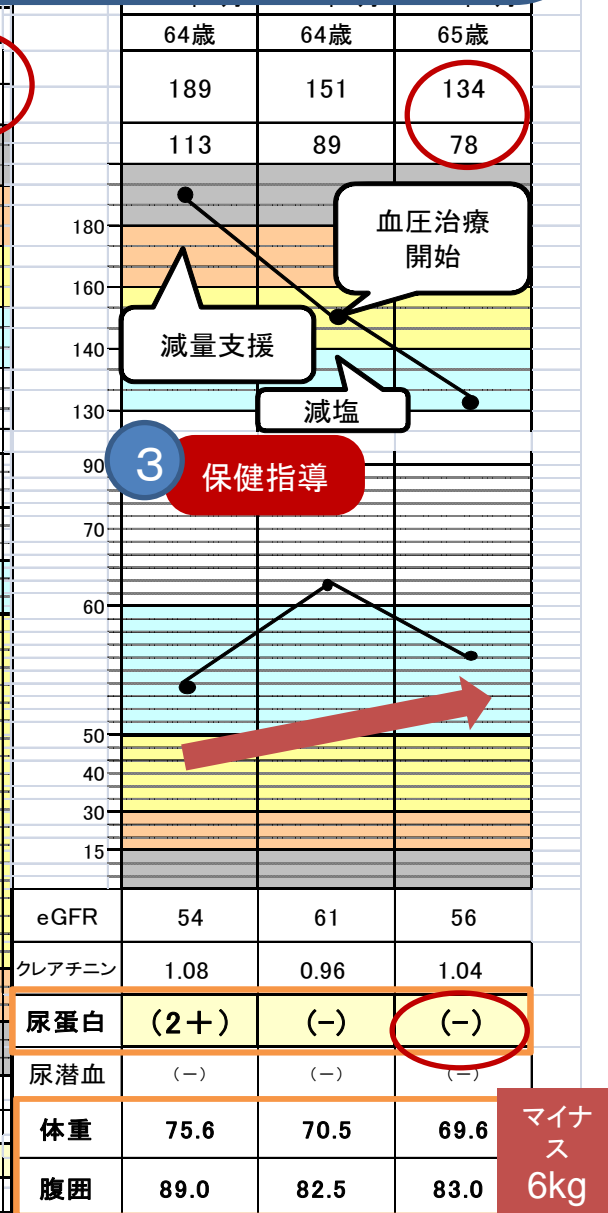 64歳 64歳 65歳
189 151 134
113 89 78
血圧治療
開始
180
160
減量支援
140
減塩
130
3 保健指導
90
70
60
50
40
30
15
eGFR 54 61 56
クレアチニン 1.08 0.96 1.04
尿蛋白 (2+) (-) (-)
尿潜血 (-) (-) (-)
体重 75.6 70.5 69.6
腹囲 89.0 82.5 83.0
マイナ
ス
6kg